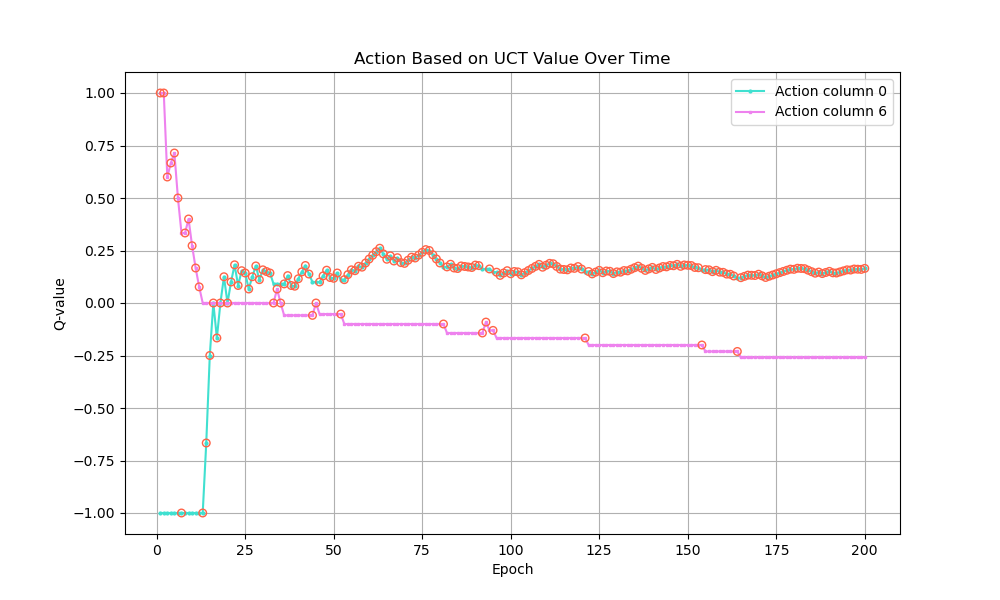 Action Based on UCT Value Over Time
Action column 0
Action column 6
1.00
0.75
0.50
0.25
0.00
−0.25
−0.50
−0.75
−1.00
Q-value
0 25 50 75 100 125 150 175 200
Epoch